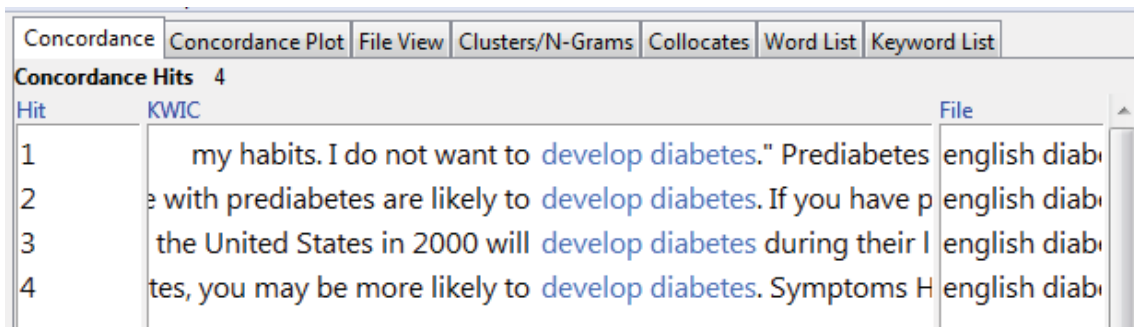 Concordance Concordance Plot File View Clusters/N-Grams Collocates Word List Keyword List
Concordance Hits 4
Hit KWIC File
1 my habits. I do not want to develop diabetes." Prediabetes english diab
2 with prediabetes are likely to develop diabetes. If you have p english diab
3 the United States in 2000 will develop diabetes during their l english diab
4 tes, you may be more likely to develop diabetes. Symptoms H english diab